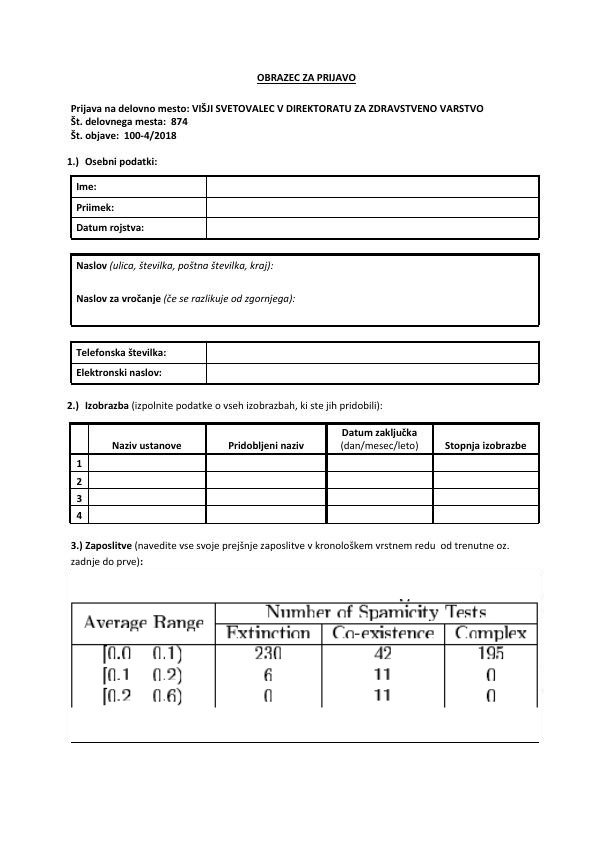 OBRAZEC ZA PRIJAVO
Prijava na delovno mesto: VIŠJI SVETOVALEC V DIREKTORATU ZA ZDRAVSTVENO VARSTVO
Št. delovnega mesta: 874
Št. objave: 100-4/2018
1.) Osebni podatki:
Ime:
Priimek:
Datum rojstva:
Naslov (ulica, številka, poštna številka, kraj):
Naslov za vročanje (če se razlikuje od zgornjega):
Telefonska številka:
Elektronski naslov:
2.) Izobrazba (izpolnite podatke o vseh izobrazbah, ki ste jih pridobili):
Naziv ustanove Pridobljeni naziv Datum zaključka (dan/mesec/leto) Stopnja izobrazbe
1
2
3
4
3.) Zaposlitve (navedite vse svoje prejšnje zaposlitve v kronološkem vrstnem redu od trenutne oz.
zadnje do prve):
Number of Spamicity Tests
Average Range Extinction Co-existence Complex
[0.0 0.1) 230 42 195
[0.1 0.2) 6 11 0
[0.2 0.6) 0 11 0